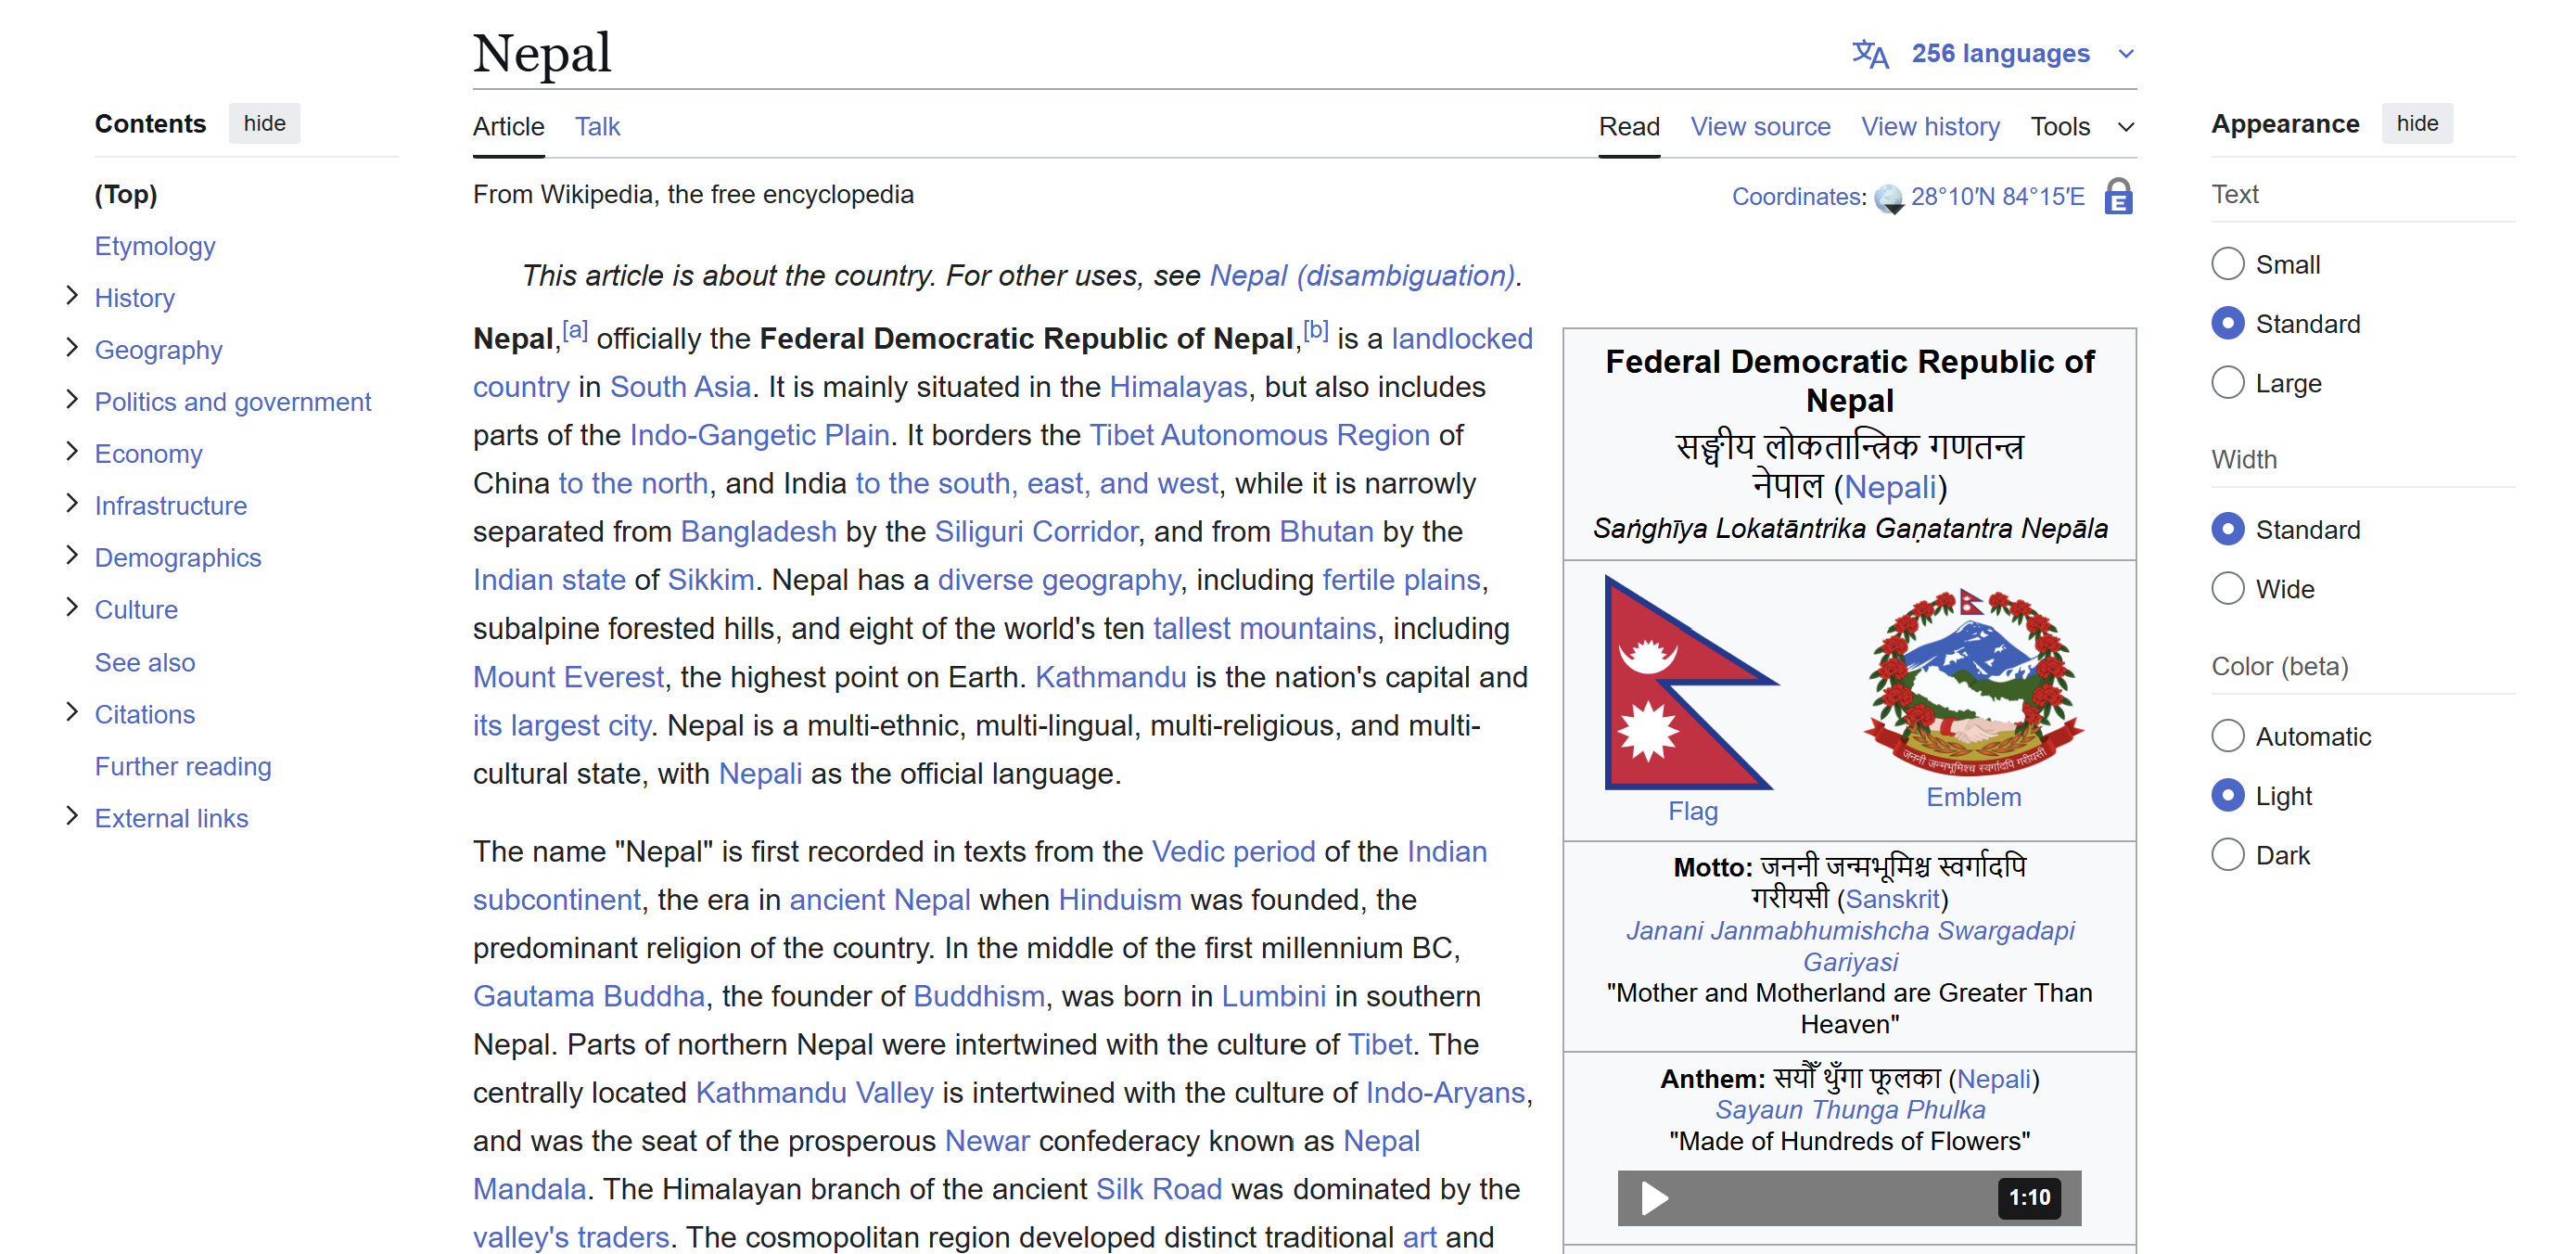 Nepal
256 languages
Contents hide
Article Talk
Read View source View history Tools
Appearance hide
From Wikipedia, the free encyclopedia
Coordinates: 28°10′N 84°15′E
(Top)
Etymology
History
Geography
Politics and government
Economy
Infrastructure
Demographics
Culture
See also
Citations
Further reading
External links
This article is about the country. For other uses, see Nepal (disambiguation).
Nepal,[a] officially the Federal Democratic Republic of Nepal,[b] is a landlocked
country in South Asia. It is mainly situated in the Himalayas, but also includes
parts of the Indo-Gangetic Plain. It borders the Tibet Autonomous Region of
China to the north, and India to the south, east, and west, while it is narrowly
separated from Bangladesh by the Siliguri Corridor, and from Bhutan by the
Indian state of Sikkim. Nepal has a diverse geography, including fertile plains,
subalpine forested hills, and eight of the world's ten tallest mountains, including
Mount Everest, the highest point on Earth. Kathmandu is the nation's capital and
its largest city. Nepal is a multi-ethnic, multi-lingual, multi-religious, and multi-
cultural state, with Nepali as the official language.
The name "Nepal" is first recorded in texts from the Vedic period of the Indian
subcontinent, the era in ancient Nepal when Hinduism was founded, the
predominant religion of the country. In the middle of the first millennium BC,
Gautama Buddha, the founder of Buddhism, was born in Lumbini in southern
Nepal. Parts of northern Nepal were intertwined with the culture of Tibet. The
centrally located Kathmandu Valley is intertwined with the culture of Indo-Aryans,
and was the seat of the prosperous Newar confederacy known as Nepal
Mandala. The Himalayan branch of the ancient Silk Road was dominated by the
valley's traders. The cosmopolitan region developed distinct traditional art and
Federal Democratic Republic of
Nepal
सङ्घीय लोकतान्त्रिक गणतन्त्र
नेपाल (Nepali)
Saṅghīya Lokatāntrika Gaṇatantra Nepāla
जननी जन्मभूमिश्च स्वर्गादपि गरीयसी
Flag
Emblem
Motto: जननी जन्मभूमिश्च स्वर्गादपि
गरीयसी (Sanskrit)
Janani Janmabhumishcha Swargadapi
Gariyasi
"Mother and Motherland are Greater Than
Heaven"
Anthem: सयौँ थुँगा फूलका (Nepali)
Sayaun Thunga Phulka
"Made of Hundreds of Flowers"
1:10
Text
Small
Standard
Large
Width
Standard
Wide
Color (beta)
Automatic
Light
Dark